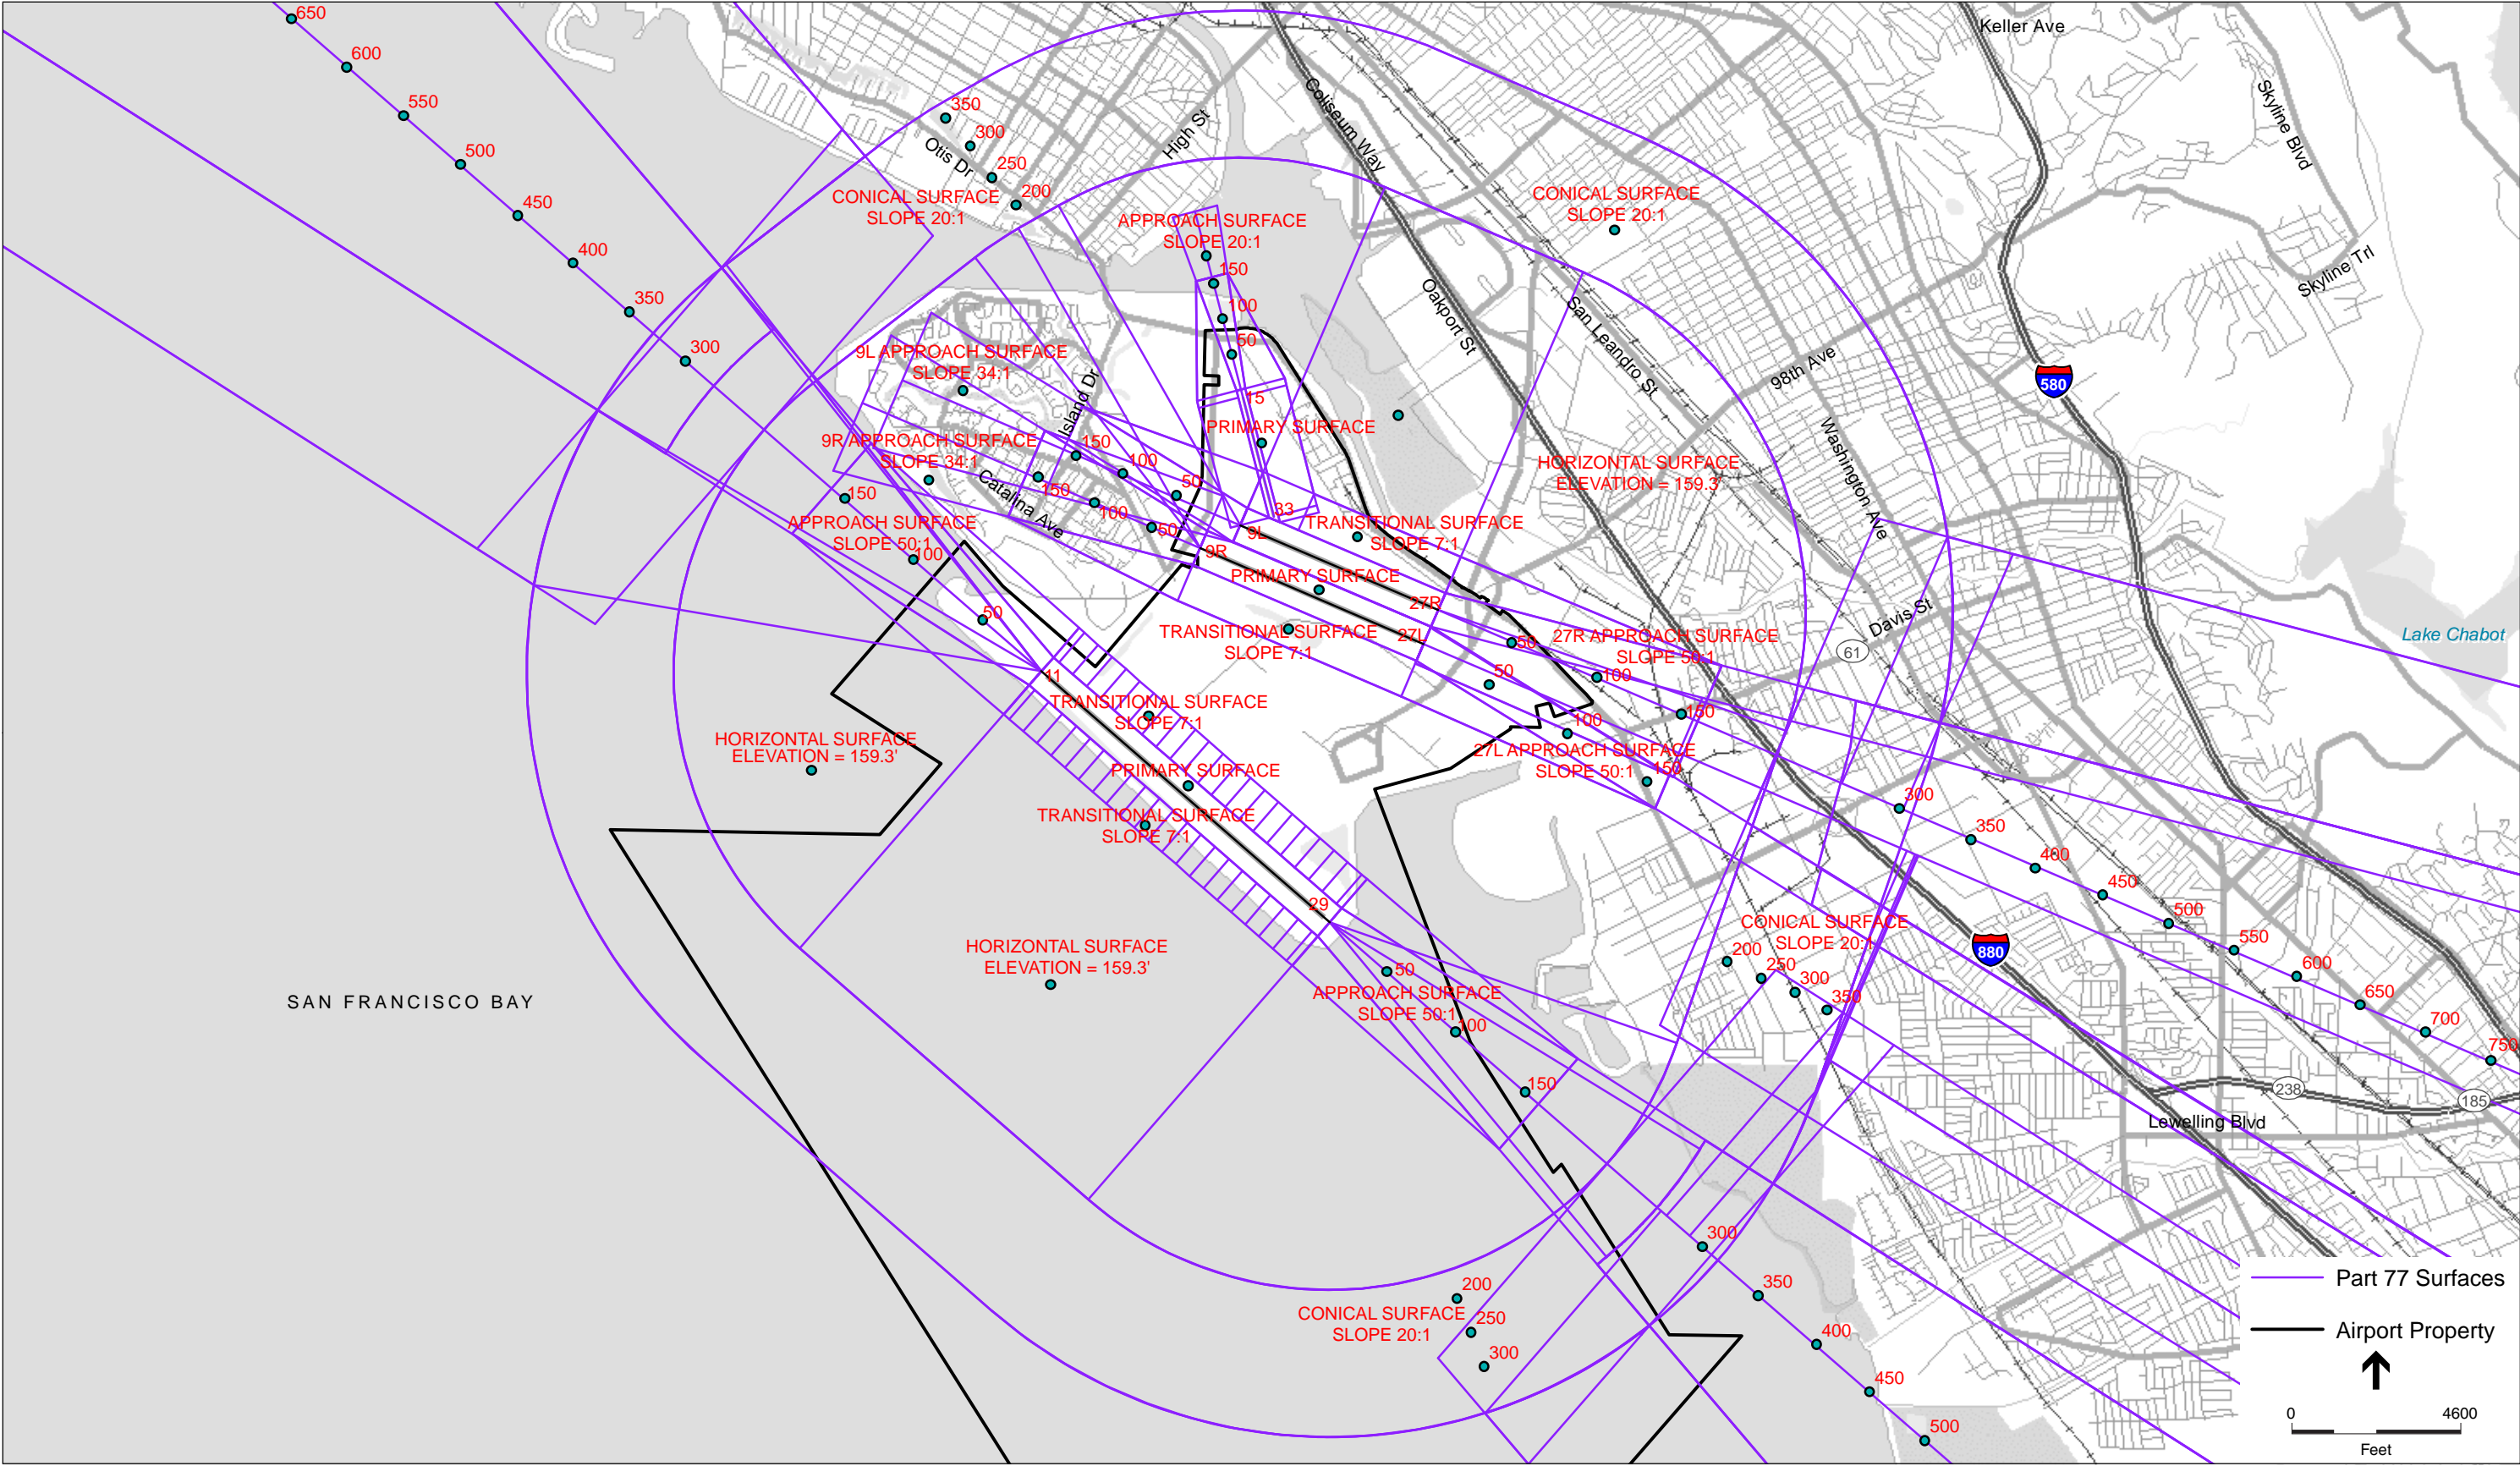 650
Keller Ave
600
550
Skyline Blvd
350
Coliseum Way
300
High St
Otis Dr
500
250
200
CONICAL SURFACE
SLOPE 20:1
CONICAL SURFACE
SLOPE 20:1
450
APPROACH SURFACE
SLOPE 20:1
400
150
Skyline Trl
350
100
Oakport St
San Leandro St
300
50
9L APPROACH SURFACE
SLOPE 34:1
98th Ave
580
15
Island Dr
PRIMARY SURFACE
Washington Ave
9R APPROACH SURFACE
SLOPE 34:1
150
100
HORIZONTAL SURFACE
ELEVATION = 159.3'
150
150
50
Catalina Ave
100
33
APPROACH SURFACE
SLOPE 50:1
50
9L
TRANSITIONAL SURFACE
SLOPE 7:1
100
9R
PRIMARY SURFACE
27R
50
Davis St
TRANSITIONAL SURFACE
SLOPE 7:1
27L
50
27R APPROACH SURFACE
SLOPE 50:1
61
Lake Chabot
11
50
100
TRANSITIONAL SURFACE
SLOPE 7:1
150
100
HORIZONTAL SURFACE
ELEVATION = 159.3'
27L APPROACH SURFACE
SLOPE 50:1
150
PRIMARY SURFACE
300
TRANSITIONAL SURFACE
SLOPE 7:1
350
400
450
29
500
CONICAL SURFACE
SLOPE 20:1
HORIZONTAL SURFACE
ELEVATION = 159.3'
200
250
300
350
880
550
600
650
50
APPROACH SURFACE
SLOPE 50:1
100
SAN FRANCISCO BAY
700
750
150
238
185
Lewelling Blvd
300
200
350
CONICAL SURFACE
SLOPE 20:1
250
300
400
450
500
Part 77 Surfaces
Airport Property
0 4600
Feet